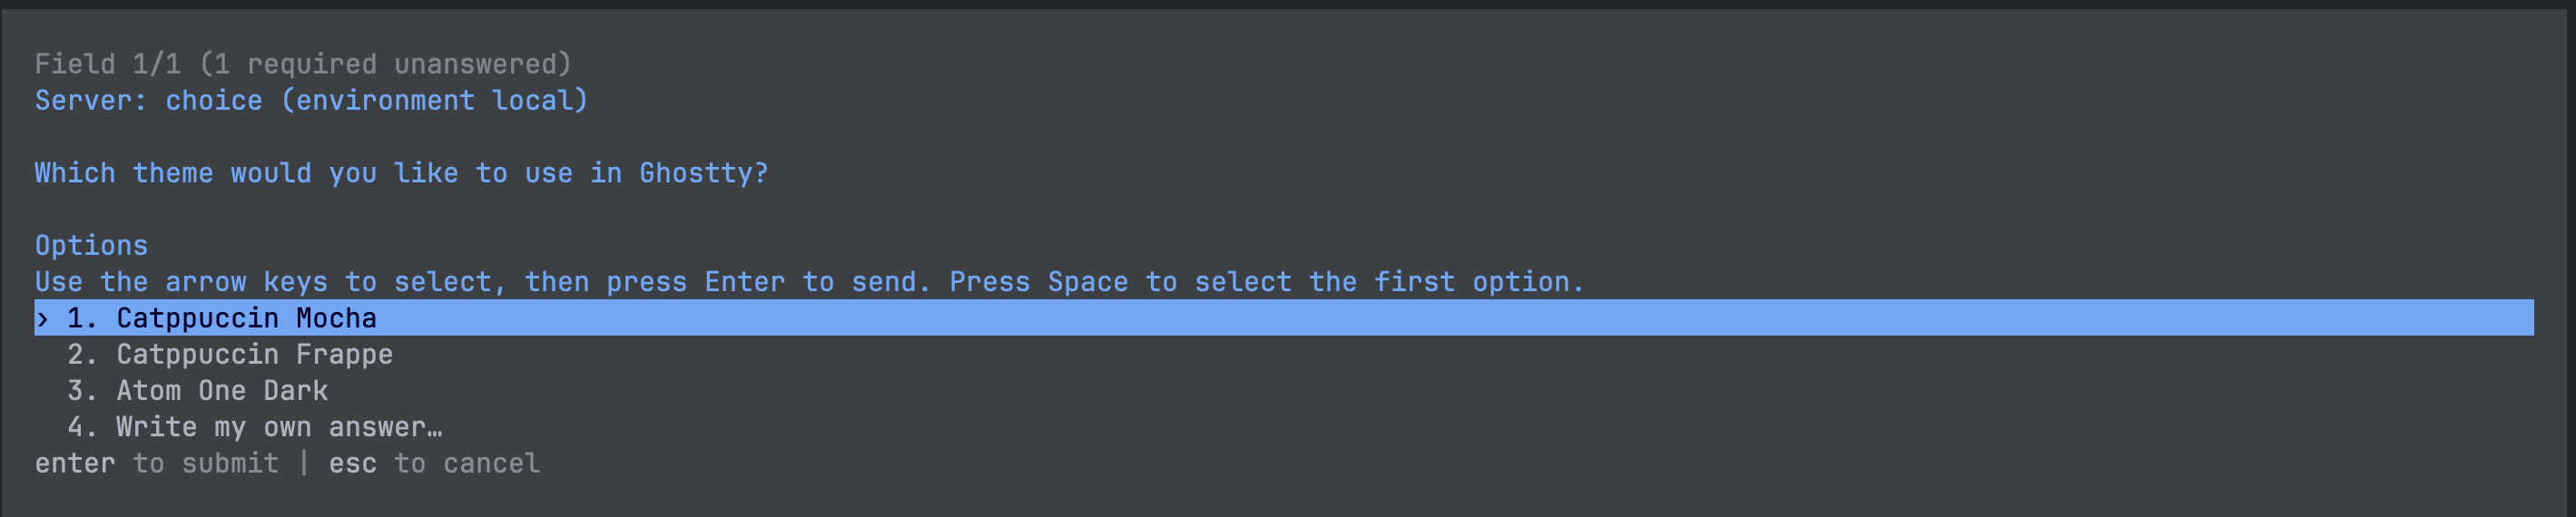 Field 1/1 (1 required unanswered)
Server: choice (environment local)
Which theme would you like to use in Ghostty?
Options
Use the arrow keys to select, then press Enter to send. Press Space to select the first option.
› 1. Catppuccin Mocha
2. Catppuccin Frappe
3. Atom One Dark
4. Write my own answer…
enter to submit | esc to cancel